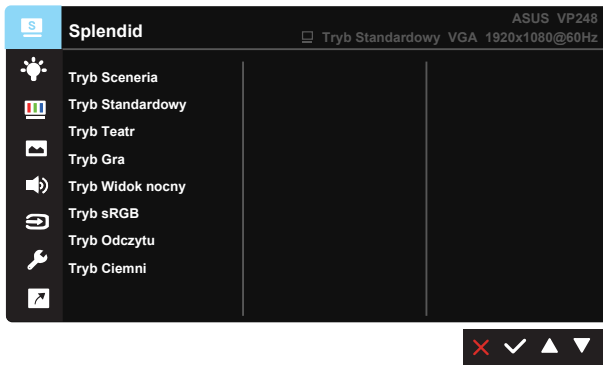 S
Splendid
ASUS VP248
Tryb Standardowy VGA 1920x1080@60Hz
Tryb Sceneria
Tryb Standardowy
Tryb Teatr
Tryb Gra
Tryb Widok nocny
Tryb sRGB
Tryb Odczytu
Tryb Ciemni